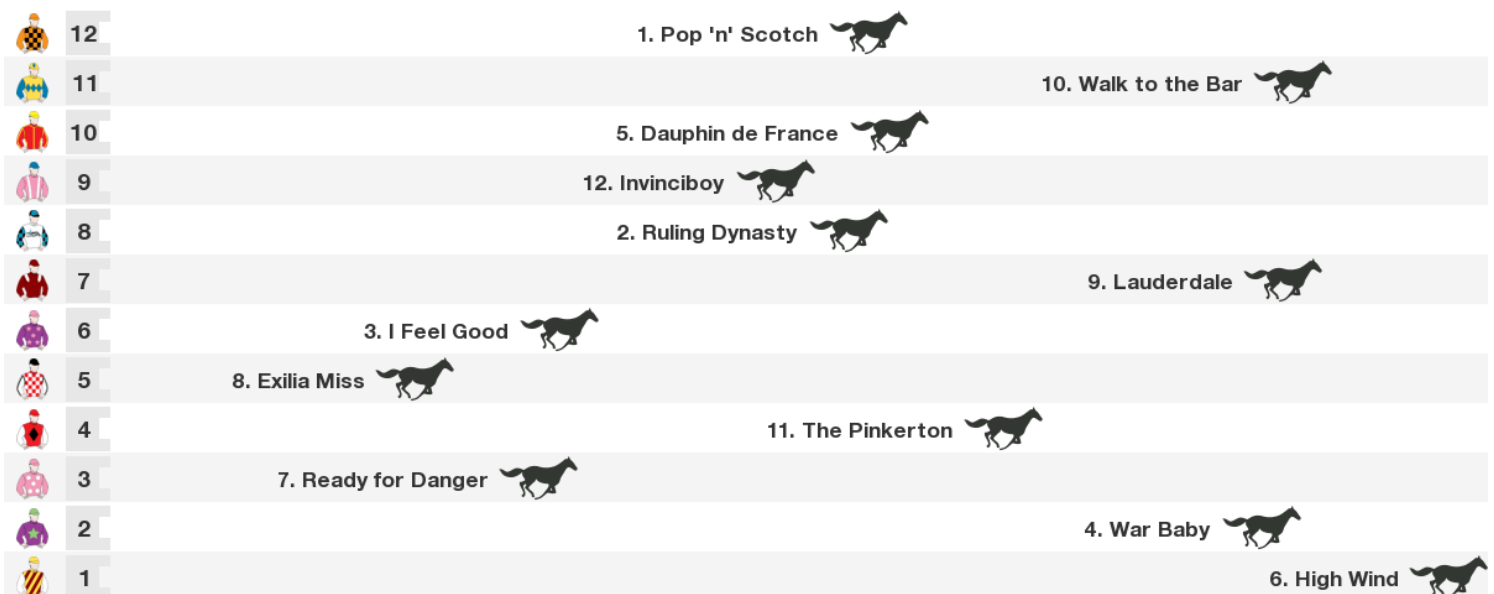 12 1. Pop 'n' Scotch
11 10. Walk to the Bar
10 5. Dauphin de France
9 12. Invinciboy
8 2. Ruling Dynasty
7 9. Lauderdale
6 3. I Feel Good
5 8. Exilia Miss
4 11. The Pinkerton
3 7. Ready for Danger
2 4. War Baby
1 6. High Wind